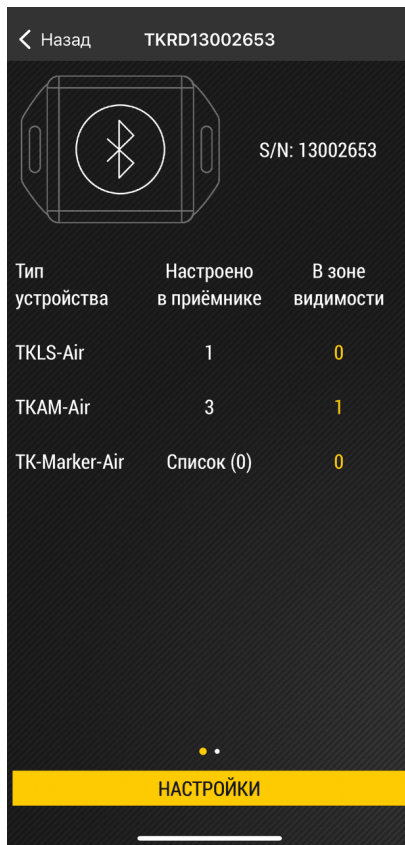 Назад TKRD13002653
S/N: 13002653
Тип устройства Настроено в приёмнике В зоне видимости
TKLS-Air 1 0
TKAM-Air 3 1
TK-Marker-Air Список (0) 0
НАСТРОЙКИ